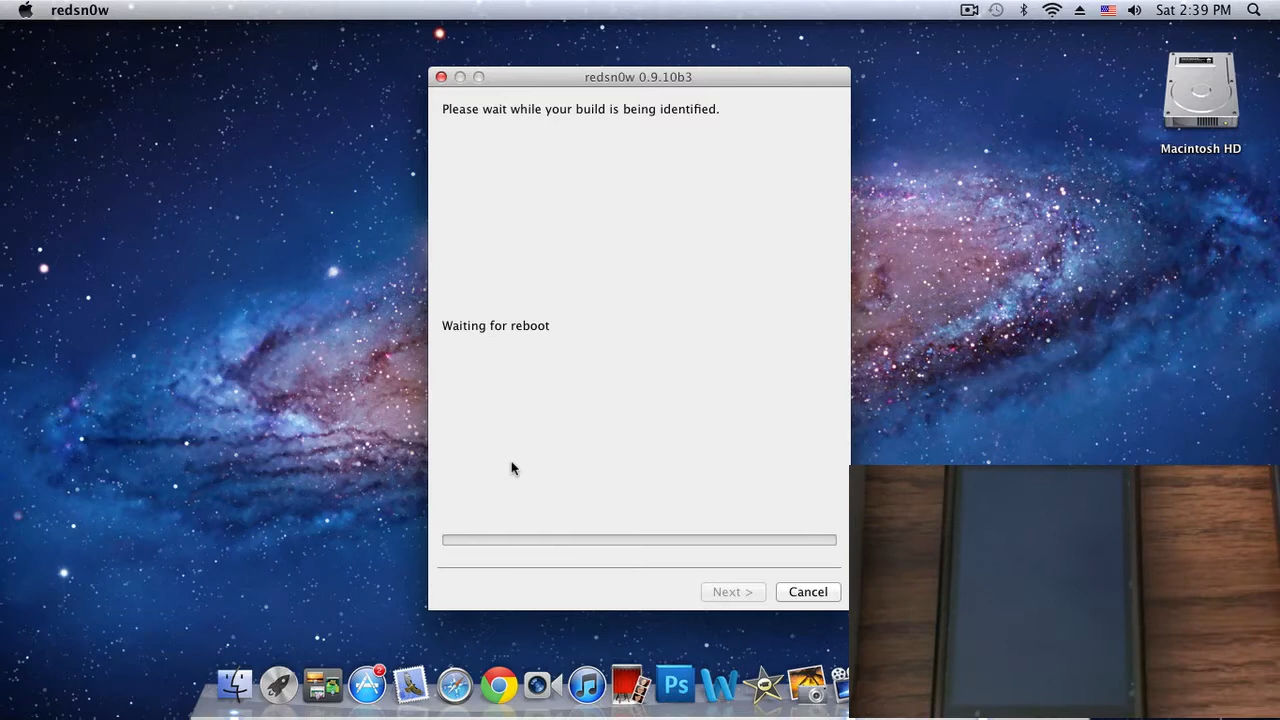 redsn0w
Sat 2:39 PM
redsn0w 0.9.10b3
Please wait while your build is being identified.
Macintosh HD
Waiting for reboot
Next >
Cancel
2
Ps
W